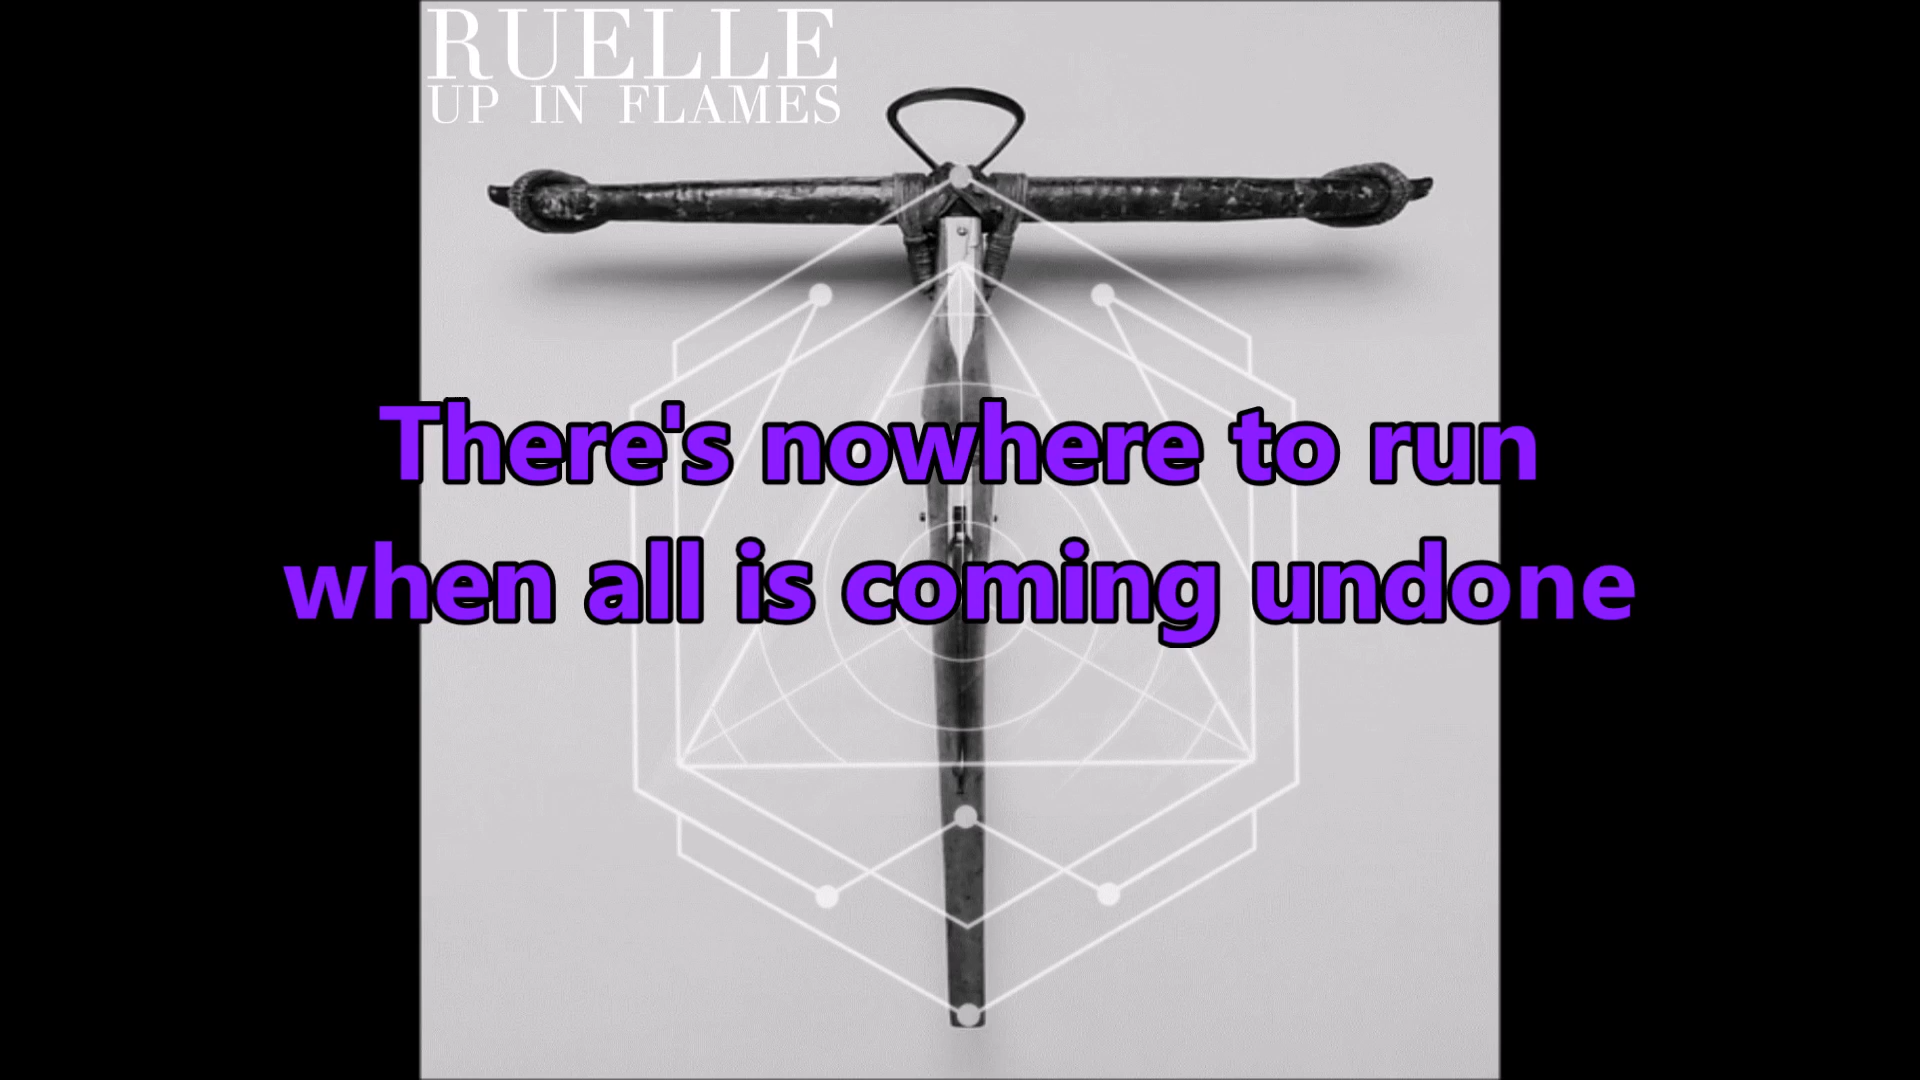 RUELLE
UP IN FLAMES
There's nowhere to run
when all is coming undone